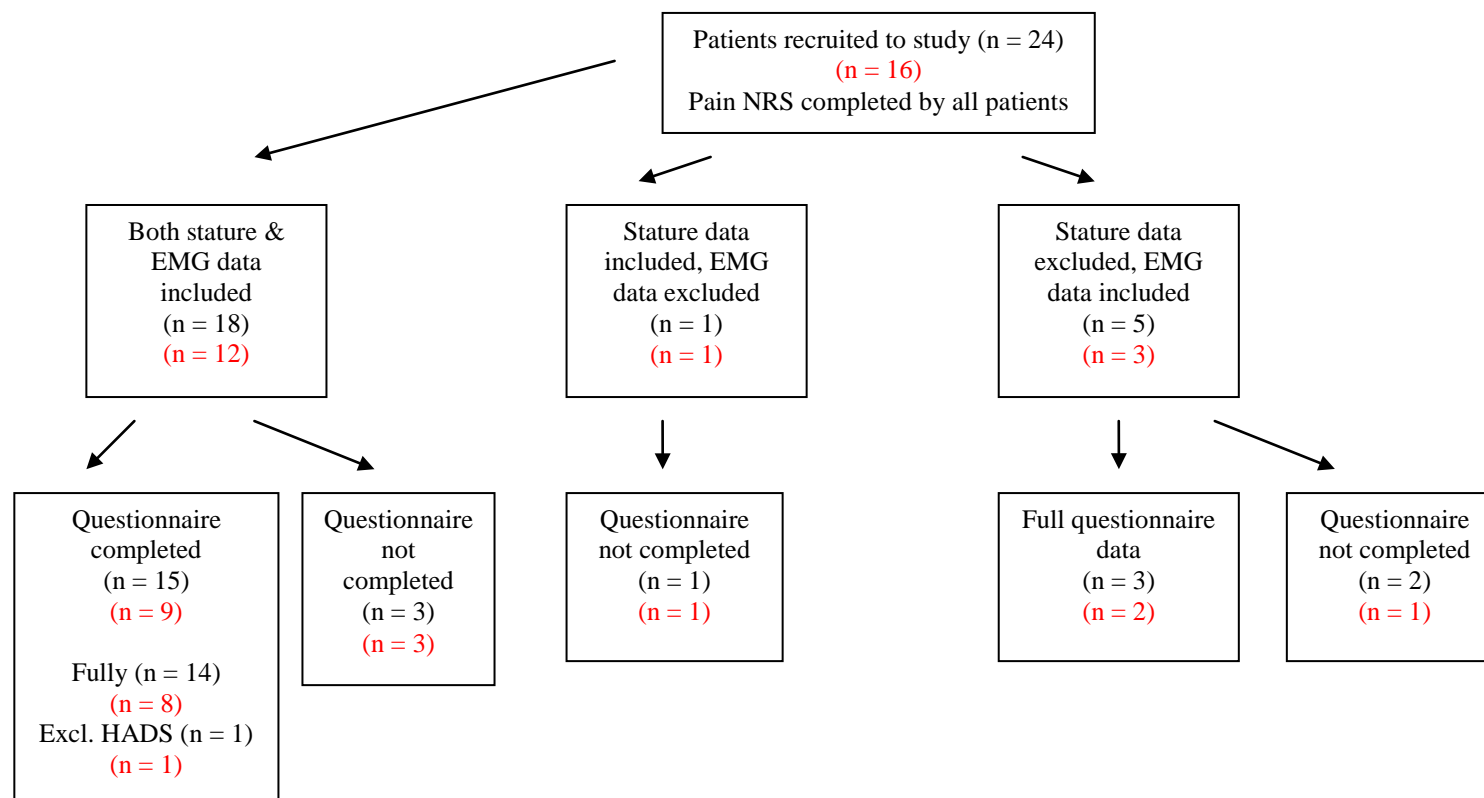 Patients recruited to study (n = 24)
(n = 16)
Pain NRS completed by all patients
Both stature &
EMG data
included
(n = 18)
(n = 12)
Stature data
included, EMG
data excluded
(n = 1)
(n = 1)
Stature data
excluded, EMG
data included
(n = 5)
(n = 3)
Questionnaire
completed
(n = 15)
(n = 9)
Fully (n = 14)
(n = 8)
Excl. HADS (n = 1)
(n = 1)
Questionnaire
not
completed
(n = 3)
(n = 3)
Questionnaire
not completed
(n = 1)
(n = 1)
Full questionnaire
data
(n = 3)
(n = 2)
Questionnaire
not completed
(n = 2)
(n = 1)